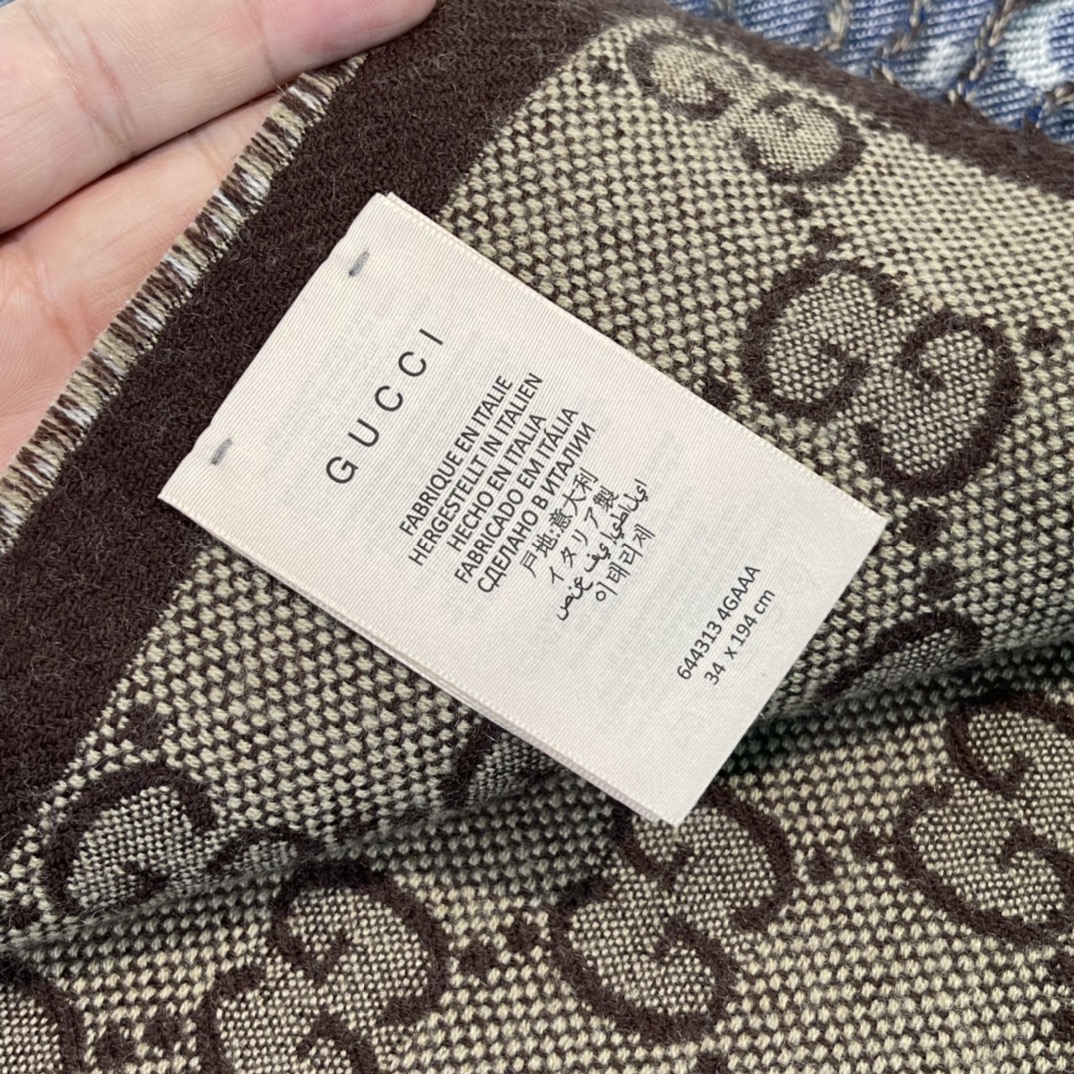 GUCCI
FABRIQUE EN ITALIE
HERGESTELLT IN ITALIEN
HECHO EN ITALIA
FABRICADO EM ITÁLIA
СДЕЛАНО В ИТАЛИИ
戸地:意大利
イタリア製
이태리제
644313 4GAAA
34 x 194 cm